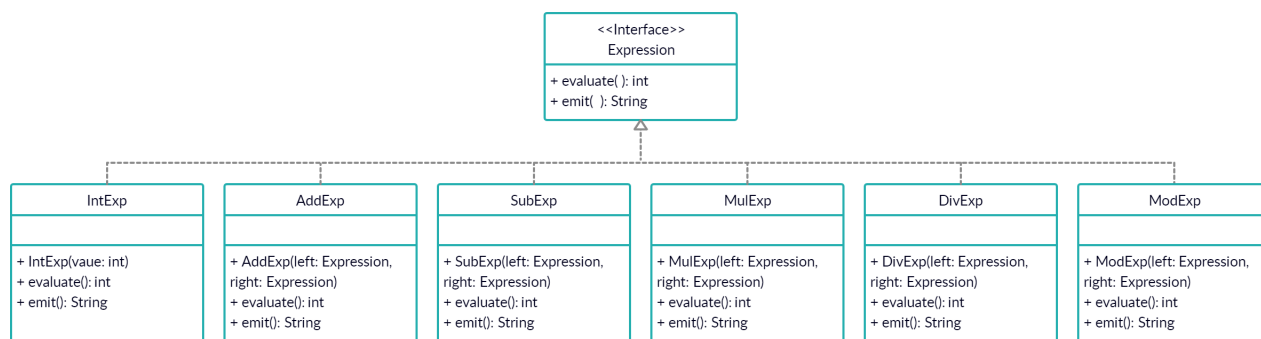 <<Interface>>
Expression
+ evaluate( ): int
+ emit(  ): String
IntExp
+ IntExp(vaue: int)
+ evaluate(): int
+ emit(): String
AddExp
+ AddExp(left: Expression,
right: Expression)
+ evaluate(): int
+ emit(): String
SubExp
+ SubExp(left: Expression,
right: Expression)
+ evaluate(): int
+ emit(): String
MulExp
+ MulExp(left: Expression,
right: Expression)
+ evaluate(): int
+ emit(): String
DivExp
+ DivExp(left: Expression,
right: Expression)
+ evaluate(): int
+ emit(): String
ModExp
+ ModExp(left: Expression,
right: Expression)
+ evaluate(): int
+ emit(): String